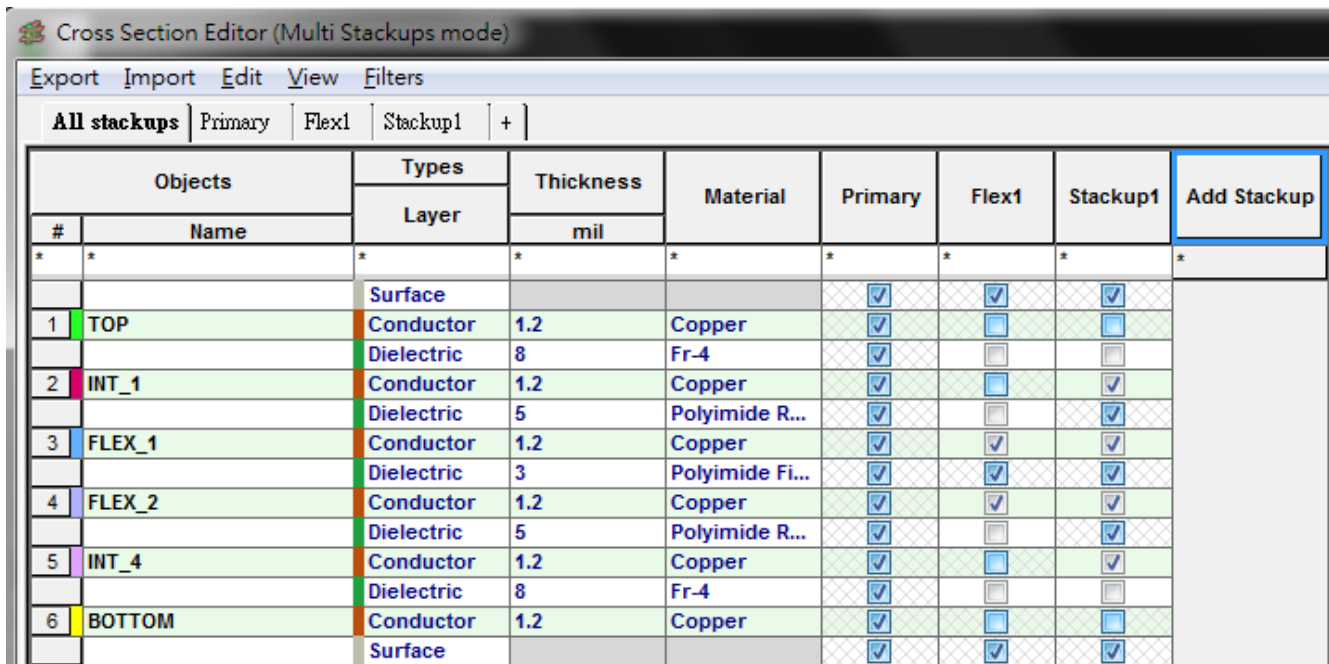 Cross Section Editor (Multi Stackups mode)
Export Import Edit View Filters
All stackups Primary Flex1 Stackup1 +
Objects Types Thickness Material Primary Flex1 Stackup1 Add Stackup
# Name Layer mil
* * * * * * * * *
Surface
1 TOP Conductor 1.2 Copper
Dielectric 8 Fr-4
2 INT_1 Conductor 1.2 Copper
Dielectric 5 Polyimide R...
3 FLEX_1 Conductor 1.2 Copper
Dielectric 3 Polyimide Fi...
4 FLEX_2 Conductor 1.2 Copper
Dielectric 5 Polyimide R...
5 INT_4 Conductor 1.2 Copper
Dielectric 8 Fr-4
6 BOTTOM Conductor 1.2 Copper
Surface